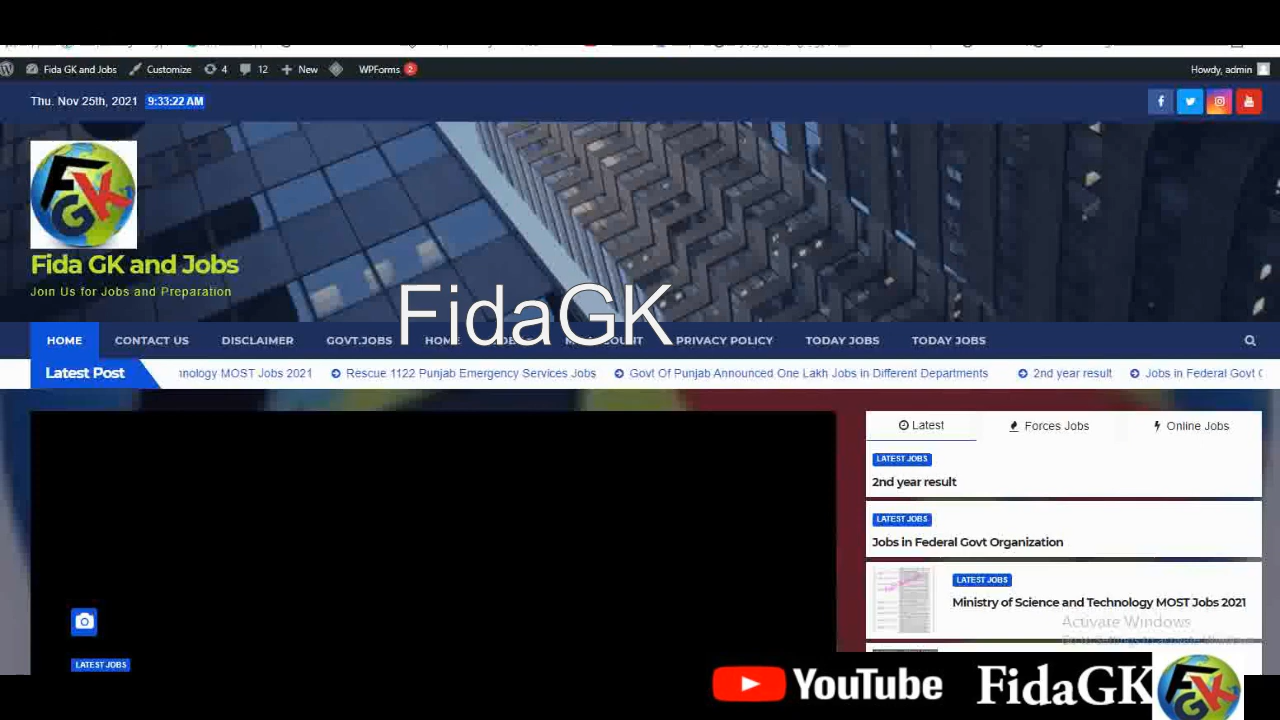 Fida GK and Jobs Customize 4 12 New WPForms 2 Howdy, admin
Thu. Nov 25th, 2021 9:33:22 AM
FGK
Fida GK and Jobs
Join Us for Jobs and Preparation
FidaGK
HOME CONTACT US DISCLAIMER GOVT.JOBS HOME PRIVACY POLICY TODAY JOBS TODAY JOBS
Latest Post nology MOST Jobs 2021 Rescue 1122 Punjab Emergency Services Jobs Govt Of Punjab Announced One Lakh Jobs in Different Departments 2nd year result Jobs in Federal Govt
Latest Forces Jobs Online Jobs
LATEST JOBS
2nd year result
LATEST JOBS
Jobs in Federal Govt Organization
LATEST JOBS
Ministry of Science and Technology MOST Jobs 2021
Activate Windows
LATEST JOBS
YouTube FidaGK
FGK